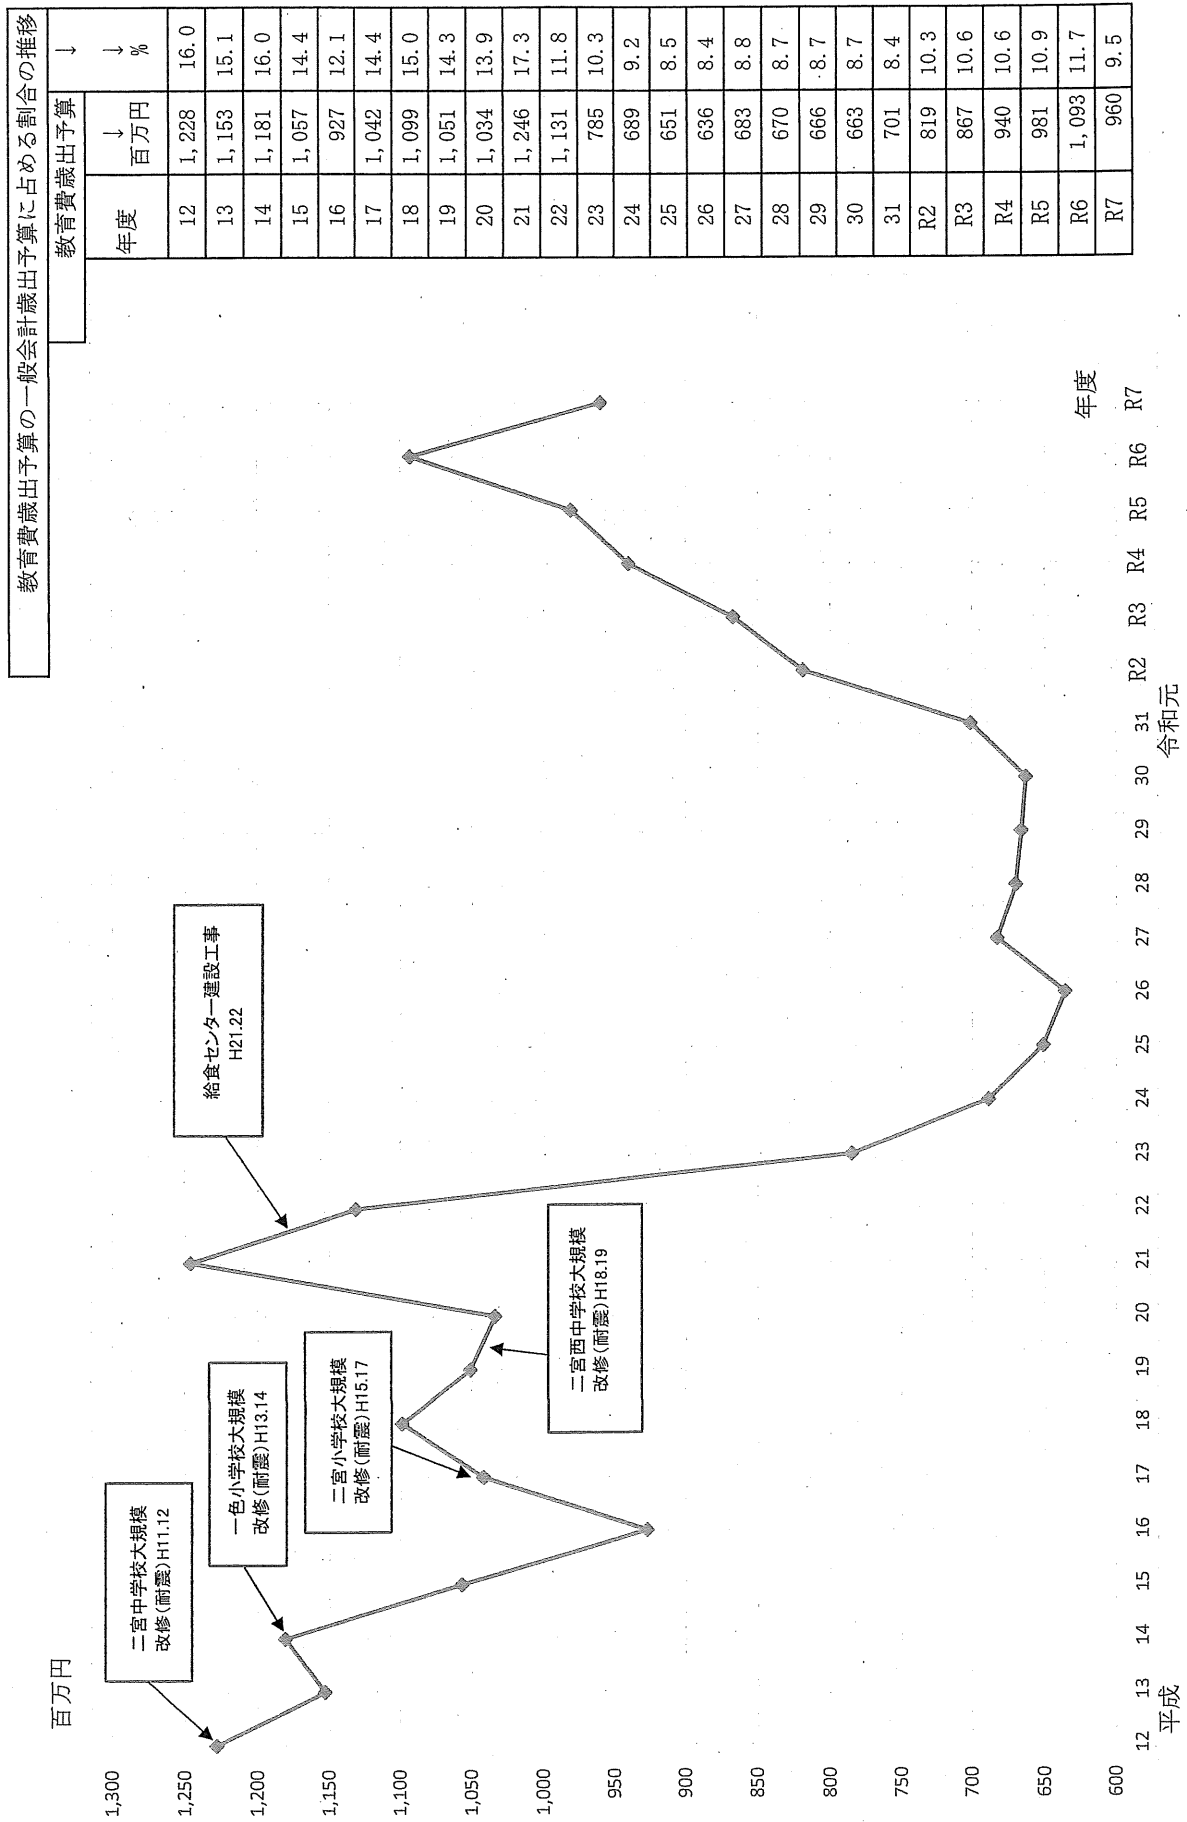 教育費歳出予算の一般会計歳出予算に占める割合の推移
教育費歳出予算 ↓
年度 ↓百万円 ↓%
12 1,228 16.0
13 1,153 15.1
14 1,181 16.0
15 1,057 14.4
16 927 12.1
17 1,042 14.4
18 1,099 15.0
19 1,051 14.3
20 1,034 13.9
21 1,246 17.3
22 1,131 11.8
23 785 10.3
24 689 9.2
25 651 8.5
26 636 8.4
27 683 8.8
28 670 8.7
29 666 8.7
30 663 8.7
31 701 8.4
R2 819 10.3
R3 867 10.6
R4 940 10.6
R5 981 10.9
R6 1,093 11.7
R7 960 9.5
百万円
1,300
1,250
1,200
1,150
1,100
1,050
1,000
950
900
850
800
750
700
650
600
二宮中学校大規模
改修(耐震)H11.12
一色小学校大規模
改修(耐震)H13.14
二宮小学校大規模
改修(耐震)H15.17
二宮西中学校大規模
改修(耐震)H18.19
給食センター建設工事
H21.22
年度
12 13 14 15 16 17 18 19 20 21 22 23 24 25 26 27 28 29 30 31 R2 R3 R4 R5 R6 R7
平成 令和元